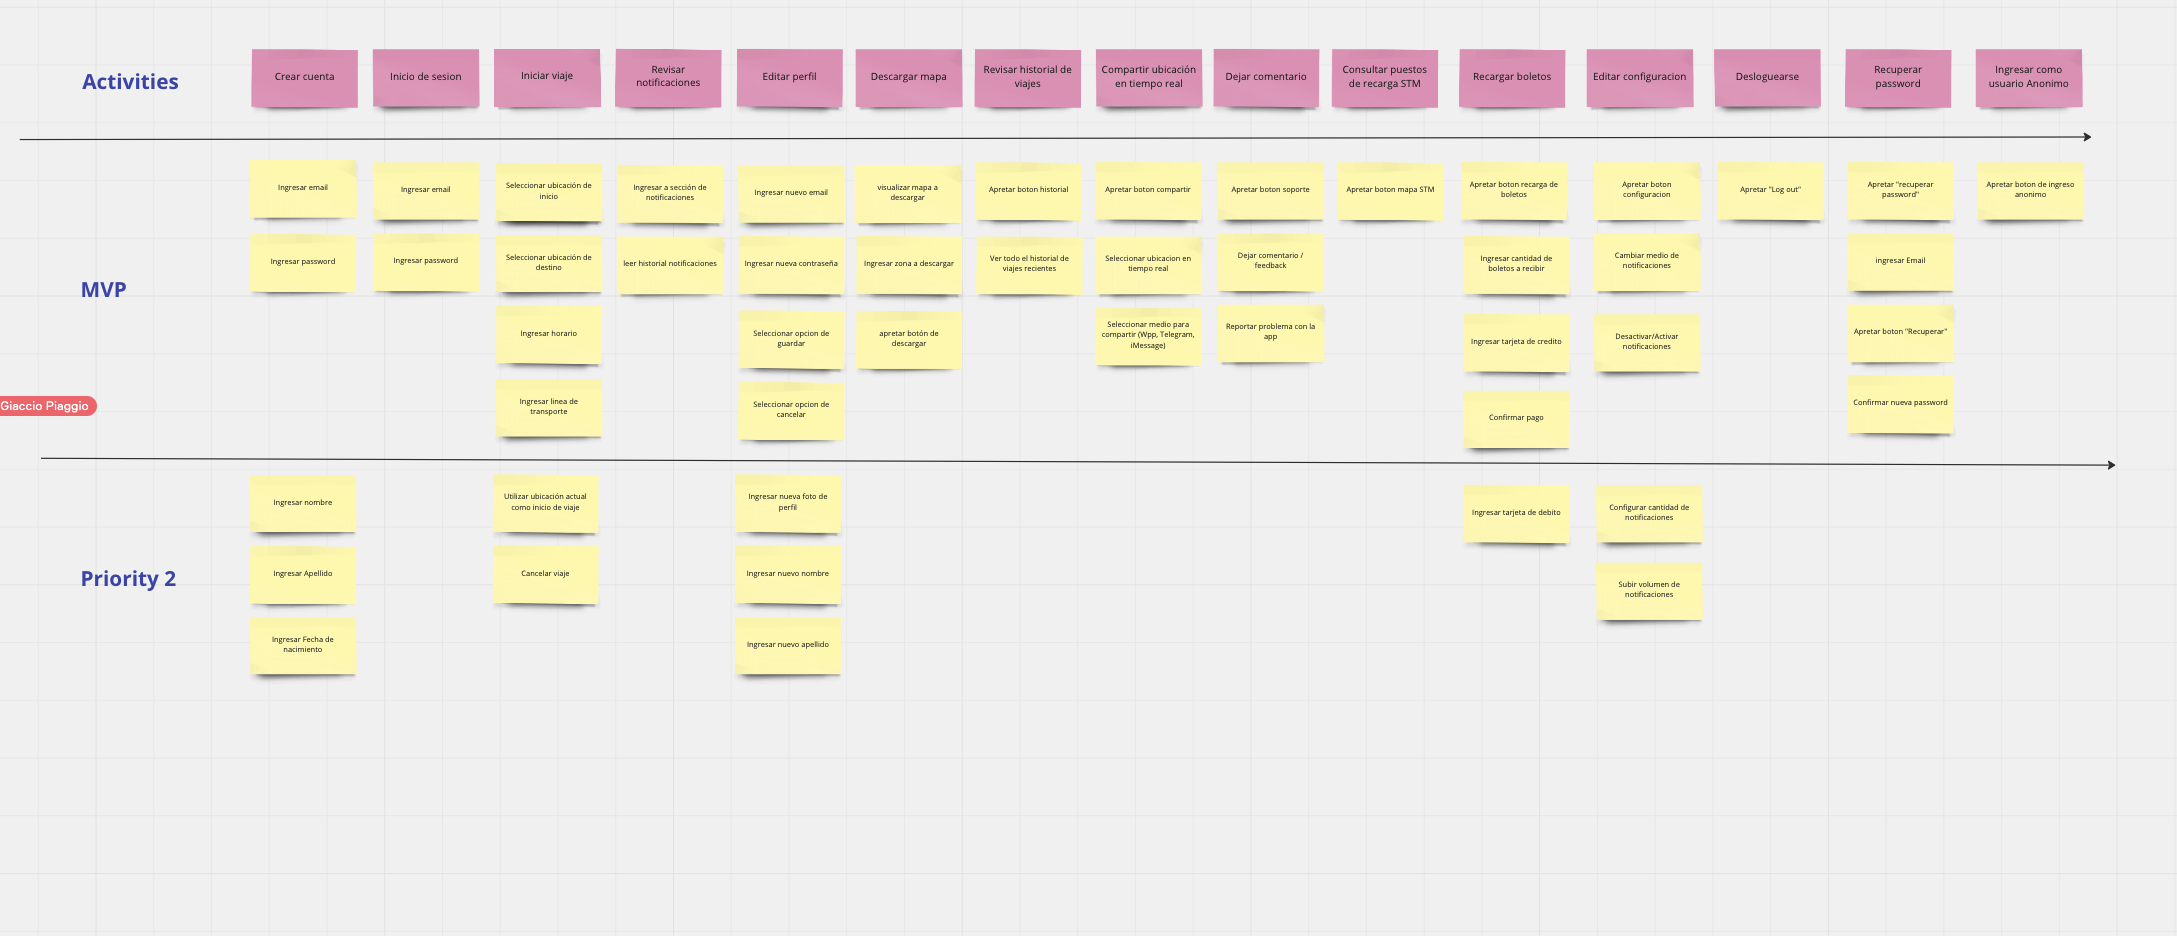 Activities
Crear cuenta
Inicio de sesion
Iniciar viaje
Revisar
notificaciones
Editar perfil
Descargar mapa
Revisar historial de
viajes
Compartir ubicación
en tiempo real
Dejar comentario
Consultar puestos
de recarga STM
Recargar boletos
Editar configuracion
Desloguearse
Recuperar
password
Ingresar como
usuario Anonimo
MVP
Ingresar email
Ingresar password
Ingresar email
Ingresar password
Seleccionar ubicación de
inicio
Seleccionar ubicación de
destino
Ingresar horario
Ingresar linea de
transporte
Ingresar a sección de
notificaciones
leer historial notificaciones
Ingresar nuevo email
Ingresar nueva contraseña
Seleccionar opcion de
guardar
Seleccionar opcion de
cancelar
visualizar mapa a
descargar
Ingresar zona a descargar
apretar botón de
descargar
Apretar boton historial
Ver todo el historial de
viajes recientes
Apretar boton compartir
Seleccionar ubicacion en
tiempo real
Seleccionar medio para
compartir (Wpp, Telegram,
iMessage)
Apretar boton soporte
Dejar comentario /
feedback
Reportar problema con la
app
Apretar boton mapa STM
Apretar boton recarga de
boletos
Ingresar cantidad de
boletos a recibir
Ingresar tarjeta de credito
Confirmar pago
Apretar boton
configuracion
Cambiar medio de
notificaciones
Desactivar/Activar
notificaciones
Apretar "Log out"
Apretar "recuperar
password"
ingresar Email
Apretar boton "Recuperar"
Confirmar nueva password
Apretar boton de ingreso
anonimo
Giaccio Piaggio
Priority 2
Ingresar nombre
Ingresar Apellido
Ingresar Fecha de
nacimiento
Utilizar ubicación actual
como inicio de viaje
Cancelar viaje
Ingresar nueva foto de
perfil
Ingresar nuevo nombre
Ingresar nuevo apellido
Ingresar tarjeta de debito
Configurar cantidad de
notificaciones
Subir volumen de
notificaciones